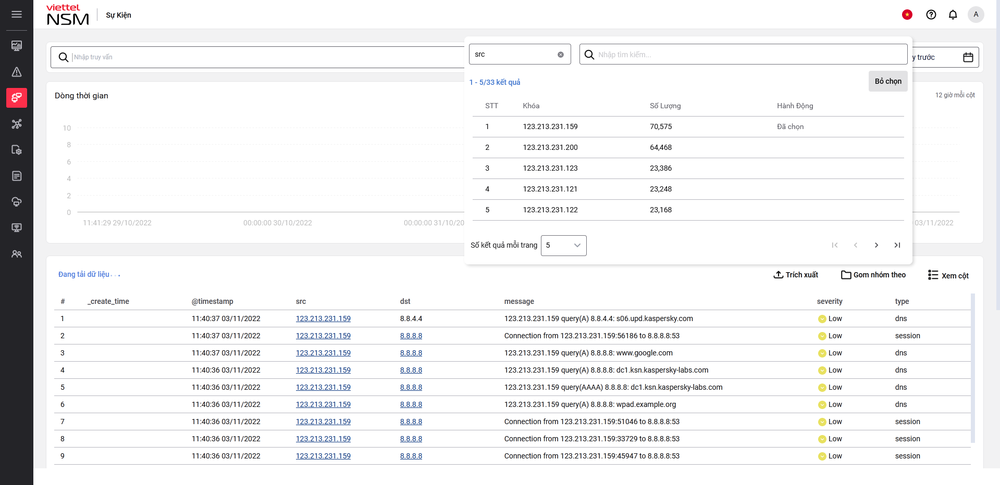 viettel
NSM
Sự Kiện
A
Nhập truy vấn
y trước
src
Nhập tìm kiếm...
1 - 5/33 kết quả
Bỏ chọn
STT Khóa Số Lượng Hành Động
1 123.213.231.159 70,575 Đã chọn
2 123.213.231.200 64,468
3 123.213.231.123 23,386
4 123.213.231.121 23,248
5 123.213.231.122 23,168
Số kết quả mỗi trang 5
Dòng thời gian
12 giờ mỗi cột
10
8
6
4
2
0
11:41:29 29/10/2022 00:00:00 30/10/2022 00:00:00 31/10/20 03/11/2022
Đang tải dữ liệu...
Trích xuất Gom nhóm theo Xem cột
# _create_time @timestamp src dst message severity type
1 11:40:37 03/11/2022 123.213.231.159 8.8.4.4 123.213.231.159 query(A) 8.8.4.4: s06.upd.kaspersky.com Low dns
2 11:40:37 03/11/2022 123.213.231.159 8.8.8.8 Connection from 123.213.231.159:56186 to 8.8.8.8:53 Low session
3 11:40:37 03/11/2022 123.213.231.159 8.8.8.8 123.213.231.159 query(A) 8.8.8.8: www.google.com Low dns
4 11:40:36 03/11/2022 123.213.231.159 8.8.8.8 123.213.231.159 query(A) 8.8.8.8: dc1.ksn.kaspersky-labs.com Low dns
5 11:40:36 03/11/2022 123.213.231.159 8.8.8.8 123.213.231.159 query(AAAA) 8.8.8.8: dc1.ksn.kaspersky-labs.com Low dns
6 11:40:36 03/11/2022 123.213.231.159 8.8.8.8 123.213.231.159 query(A) 8.8.8.8: wpad.example.org Low dns
7 11:40:36 03/11/2022 123.213.231.159 8.8.8.8 Connection from 123.213.231.159:51046 to 8.8.8.8:53 Low session
8 11:40:36 03/11/2022 123.213.231.159 8.8.8.8 Connection from 123.213.231.159:33729 to 8.8.8.8:53 Low session
9 11:40:36 03/11/2022 123.213.231.159 8.8.8.8 Connection from 123.213.231.159:45947 to 8.8.8.8:53 Low session